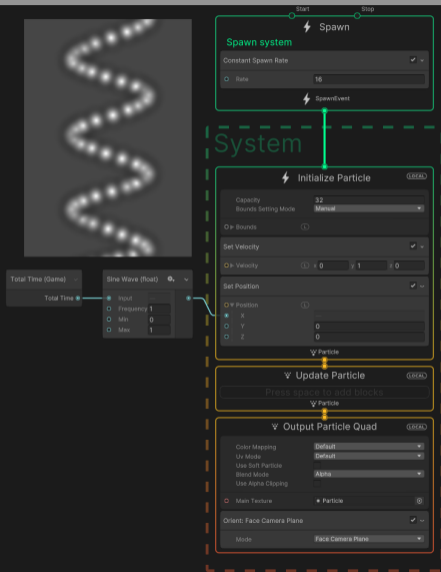 Start Stop
Spawn
Spawn system
Constant Spawn Rate
Rate 16
SpawnEvent
System
Initialize Particle LOCAL
Capacity 32
Bounds Setting Mode Manual
Bounds L
Set Velocity
Velocity L x 0 y 1 z 0
Set Position
Position L
X
Y 0
Z 0
Particle
Total Time (Game)
Total Time
Sine Wave (float)
Input
Frequency 1
Min 0
Max 1
Update Particle LOCAL
Press space to add blocks
Particle
Output Particle Quad LOCAL
Color Mapping Default
Uv Mode Default
Use Soft Particle
Blend Mode Alpha
Use Alpha Clipping
Main Texture Particle
Orient: Face Camera Plane
Mode Face Camera Plane